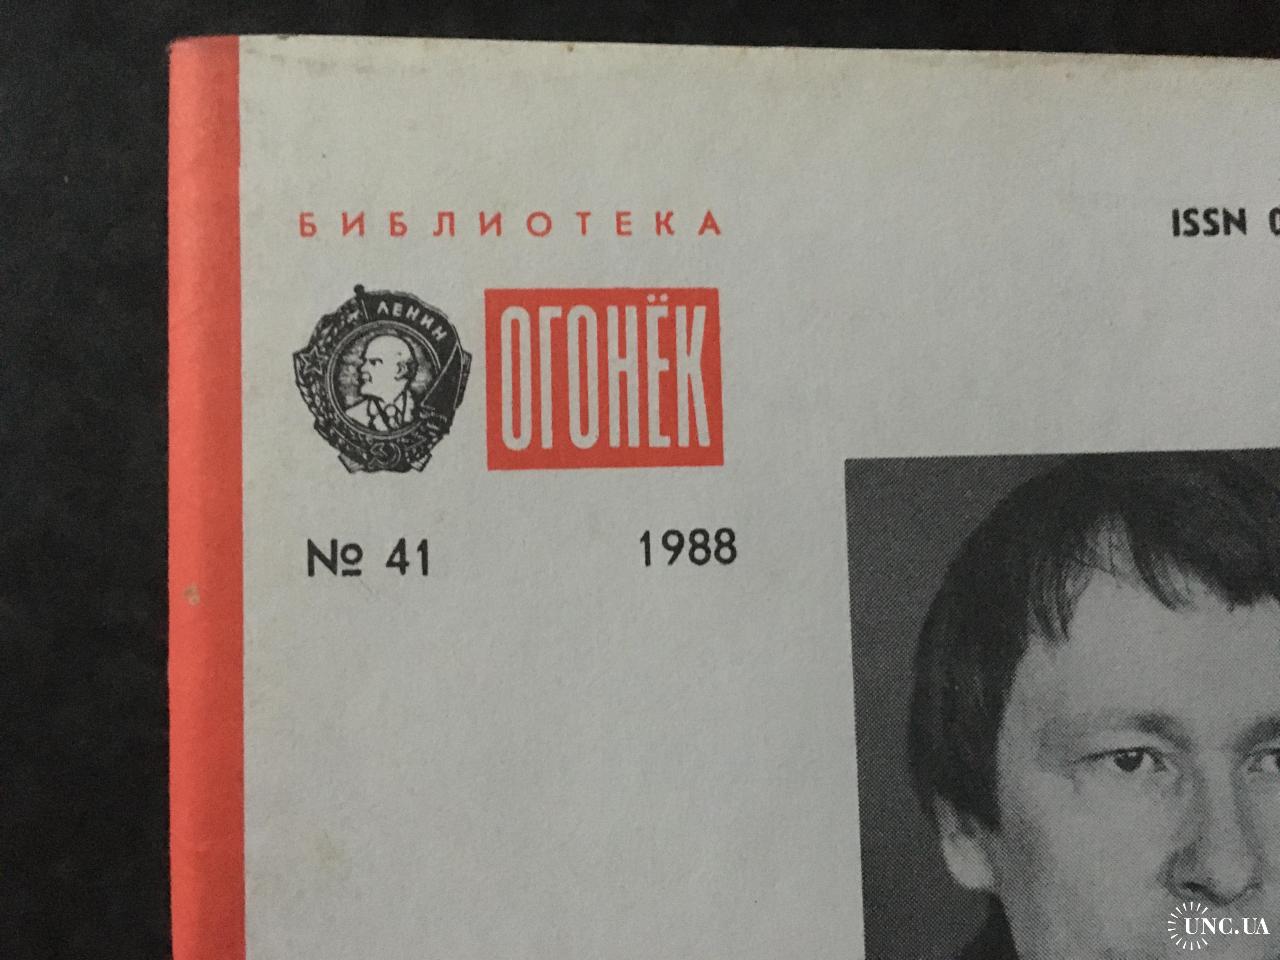 БИБЛИОТЕКА
ISSN 0
ЛЕНИН
ОГОНЁК
№ 41
1988
UNC.UA